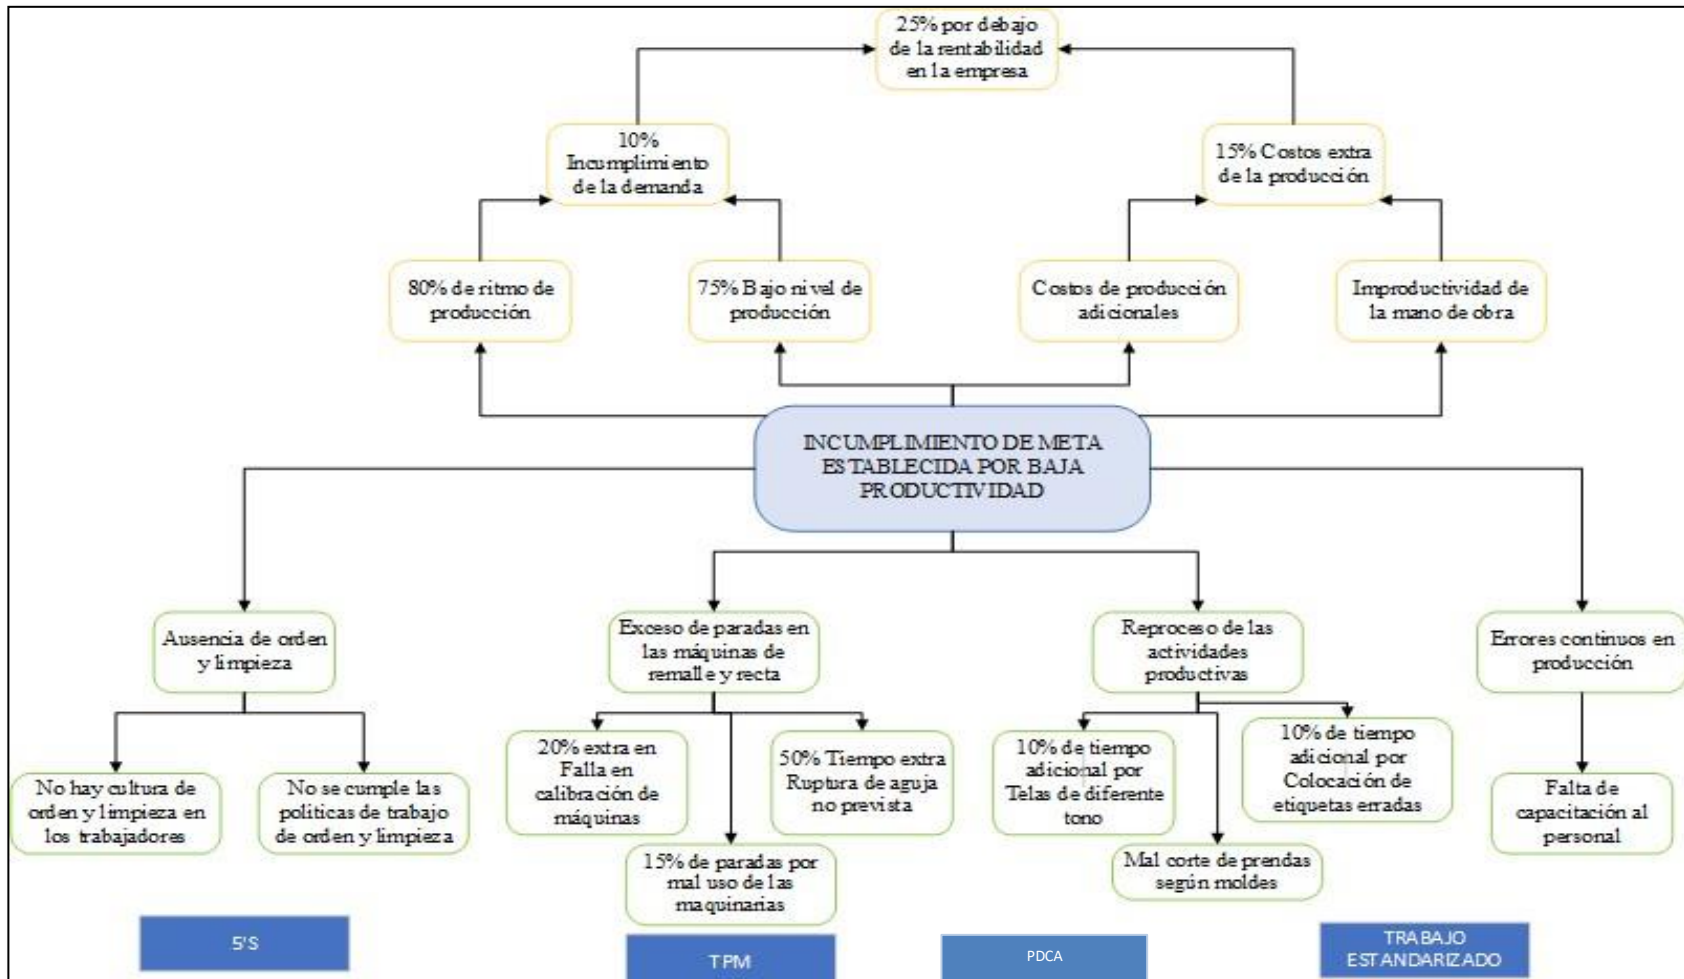 25% por debajo
de la rentabilidad
en la empresa
10%
Incumplimiento
de la demanda
15% Costos extra
de la producción
80% de ritmo de
producción
75% Bajo nivel de
producción
Costos de producción
adicionales
Improductividad de
la mano de obra
INCUMPLIMIENTO DE META
ESTABLECIDA POR BAJA
PRODUCTIVIDAD
Ausencia de orden
y limpieza
Exceso de paradas en
las máquinas de
remalle y recta
Reproceso de las
actividades
productivas
Errores continuos en
producción
No hay cultura de
orden y limpieza en
los trabajadores
No se cumple las
politicas de trabajo
de orden y limpieza
20% extra en
Falla en
calibración de
máquinas
50% Tiempo extra
Ruptura de aguja
no prevista
10% de tiempo
adicional por
Telas de diferente
tono
10% de tiempo
adicional por
Colocación de
etiquetas erradas
Falta de
capacitación al
personal
15% de paradas por
mal uso de las
maquinarias
Mal corte de prendas
según moldes
5'S
TPM
PDCA
TRABAJO
ESTANDARIZADO